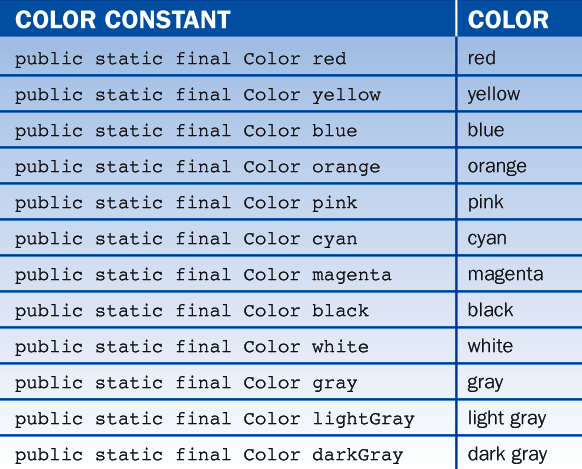 COLOR CONSTANT COLOR
public static final Color red red
public static final Color yellow yellow
public static final Color blue blue
public static final Color orange orange
public static final Color pink pink
public static final Color cyan cyan
public static final Color magenta magenta
public static final Color black black
public static final Color white white
public static final Color gray gray
public static final Color lightGray light gray
public static final Color darkGray dark gray